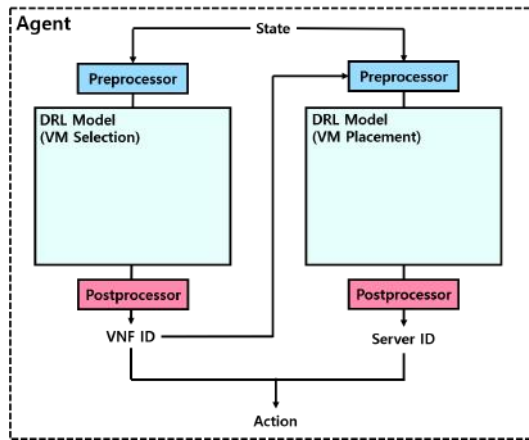 Agent
State
Preprocessor
Preprocessor
DRL Model
(VM Selection)
DRL Model
(VM Placement)
Postprocessor
Postprocessor
VNF ID
Server ID
Action